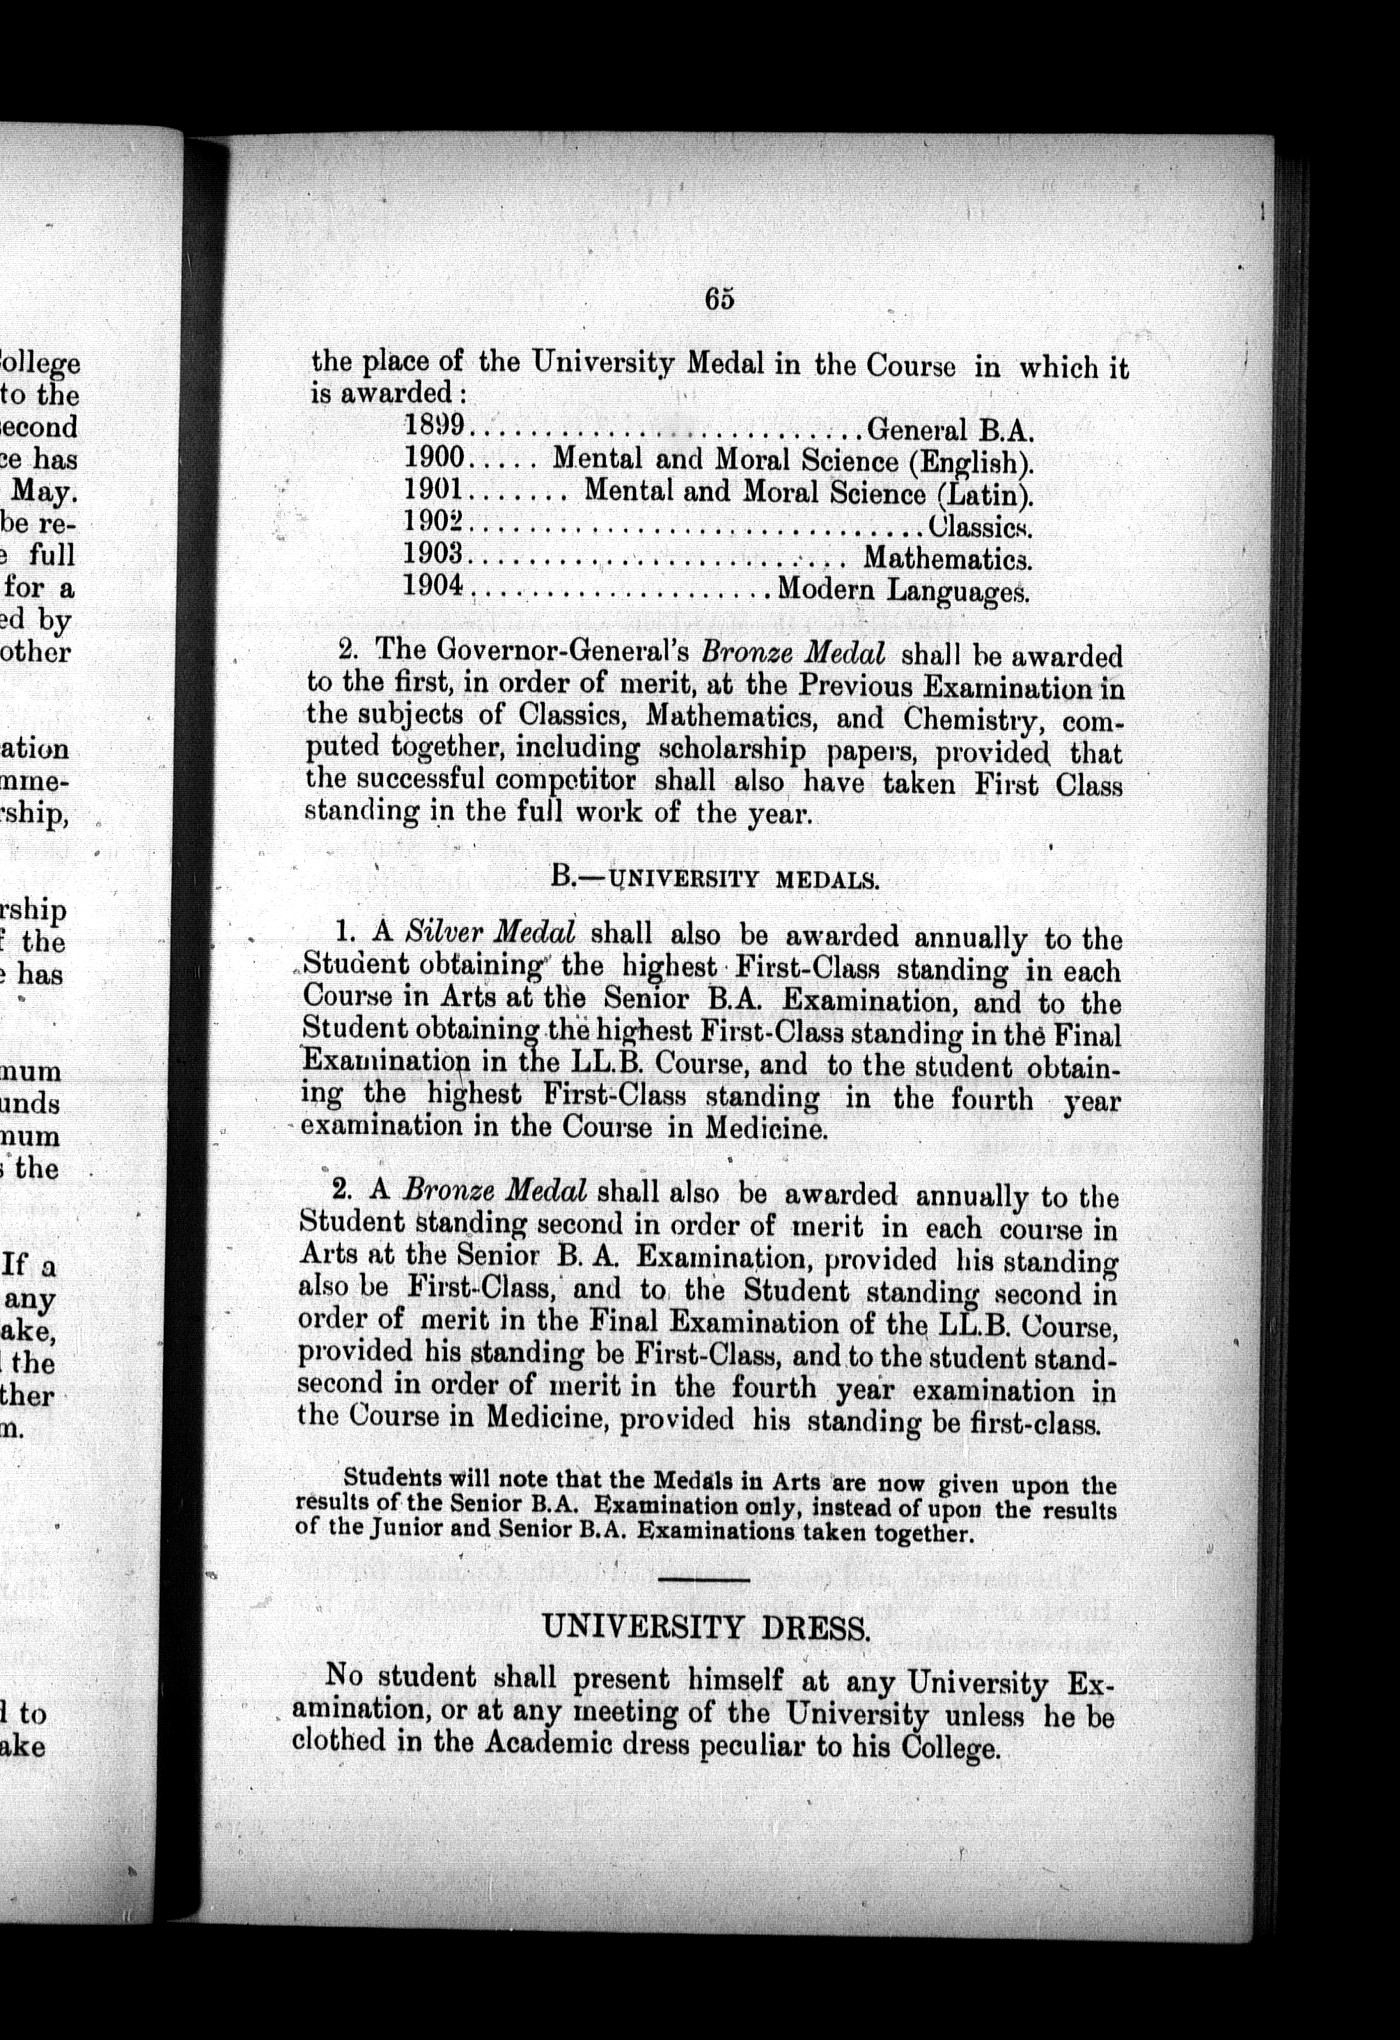 65
the place of the University Medal in the Course in which it
is awarded :
1899..........................General B.A.
1900..... Mental and Moral Science (English).
1901....... Mental and Moral Science (Latin).
1902...............................Classics.
1903.......................... Mathematics.
1904....................Modern Languages.
2. The Governor-General's Bronze Medal shall be awarded
to the first, in order of merit, at the Previous Examination in
the subjects of Classics, Mathematics, and Chemistry, com-
puted together, including scholarship papers, provided that
the successful competitor shall also have taken First Class
standing in the full work of the year.
B.—UNIVERSITY MEDALS.
1. A Silver Medal shall also be awarded annually to the
Student obtaining the highest First-Class standing in each
Course in Arts at the Senior B.A. Examination, and to the
Student obtaining the highest First-Class standing in the Final
Examination in the LL.B. Course, and to the student obtain-
ing the highest First-Class standing in the fourth year
examination in the Course in Medicine.
2. A Bronze Medal shall also be awarded annually to the
Student standing second in order of merit in each course in
Arts at the Senior B. A. Examination, provided his standing
also be First-Class, and to the Student standing second in
order of merit in the Final Examination of the LL.B. Course,
provided his standing be First-Class, and to the student stand-
second in order of merit in the fourth year examination in
the Course in Medicine, provided his standing be first-class.
Students will note that the Medals in Arts are now given upon the
results of the Senior B.A. Examination only, instead of upon the results
of the Junior and Senior B.A. Examinations taken together.
UNIVERSITY DRESS.
No student shall present himself at any University Ex-
amination, or at any meeting of the University unless he be
clothed in the Academic dress peculiar to his College.